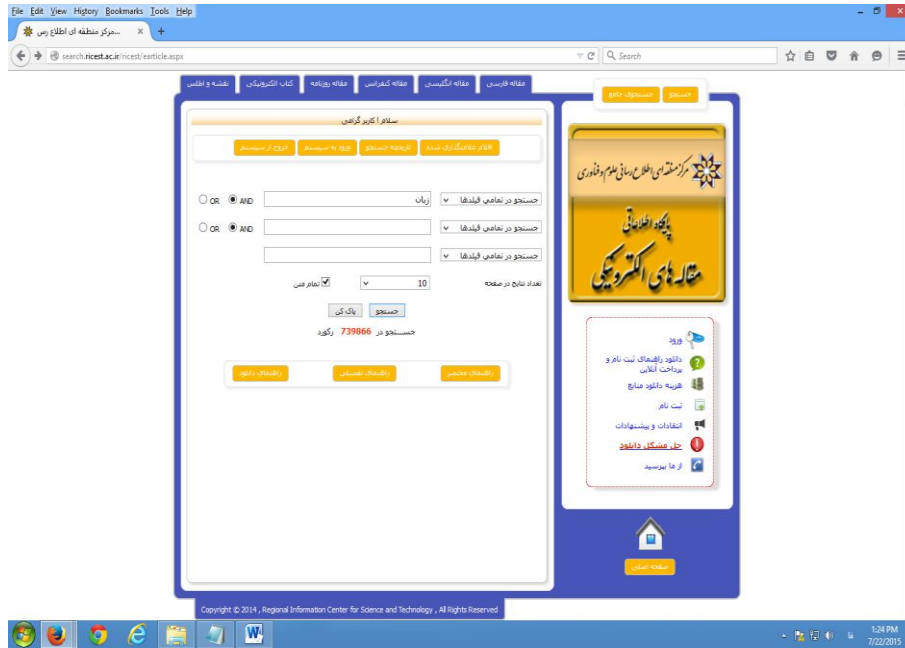 File Edit View History Bookmarks Tools Help
مرکز منطقه ای اطلاع رس...
search.ricest.ac.ir/ricest/earticle.aspx
Search
مقاله فارسی
مقاله انگلیسی
مقاله کنفرانس
مقاله روزنامه
کتاب الکترونیکی
نقشه و اطلس
جستجو
جستجوی جامع
سلام ! کاربر گرامی
اقلام علامتگذاری شده
تاریخچه جستجو
ورود به سیستم
خروج از سیستم
جستجو در تمامی فیلدها
زبان
AND
OR
جستجو در تمامی فیلدها
AND
OR
جستجو در تمامی فیلدها
تعداد نتایج در صفحه
10
تمام متن
جستجو
پاک کن
جســتجو در 739866 رکورد
راهنمای مختصر
راهنمای تفصیلی
راهنمای دانلود
مرکز منطقه ای اطلاع رسانی علوم و فناوری
پایگاه اطلاعاتی
مقاله های الکترونیکی
ورود
دانلود راهنمای ثبت نام و
پرداخت آنلاین
هزینه دانلود منابع
ثبت نام
انتقادات و پیشنهادات
حل مشکل دانلود
از ما بپرسید
صفحه اصلی
Copyright © 2014 , Regional Information Center for Science and Technology , All Rights Reserved
1:24 PM
7/22/2015